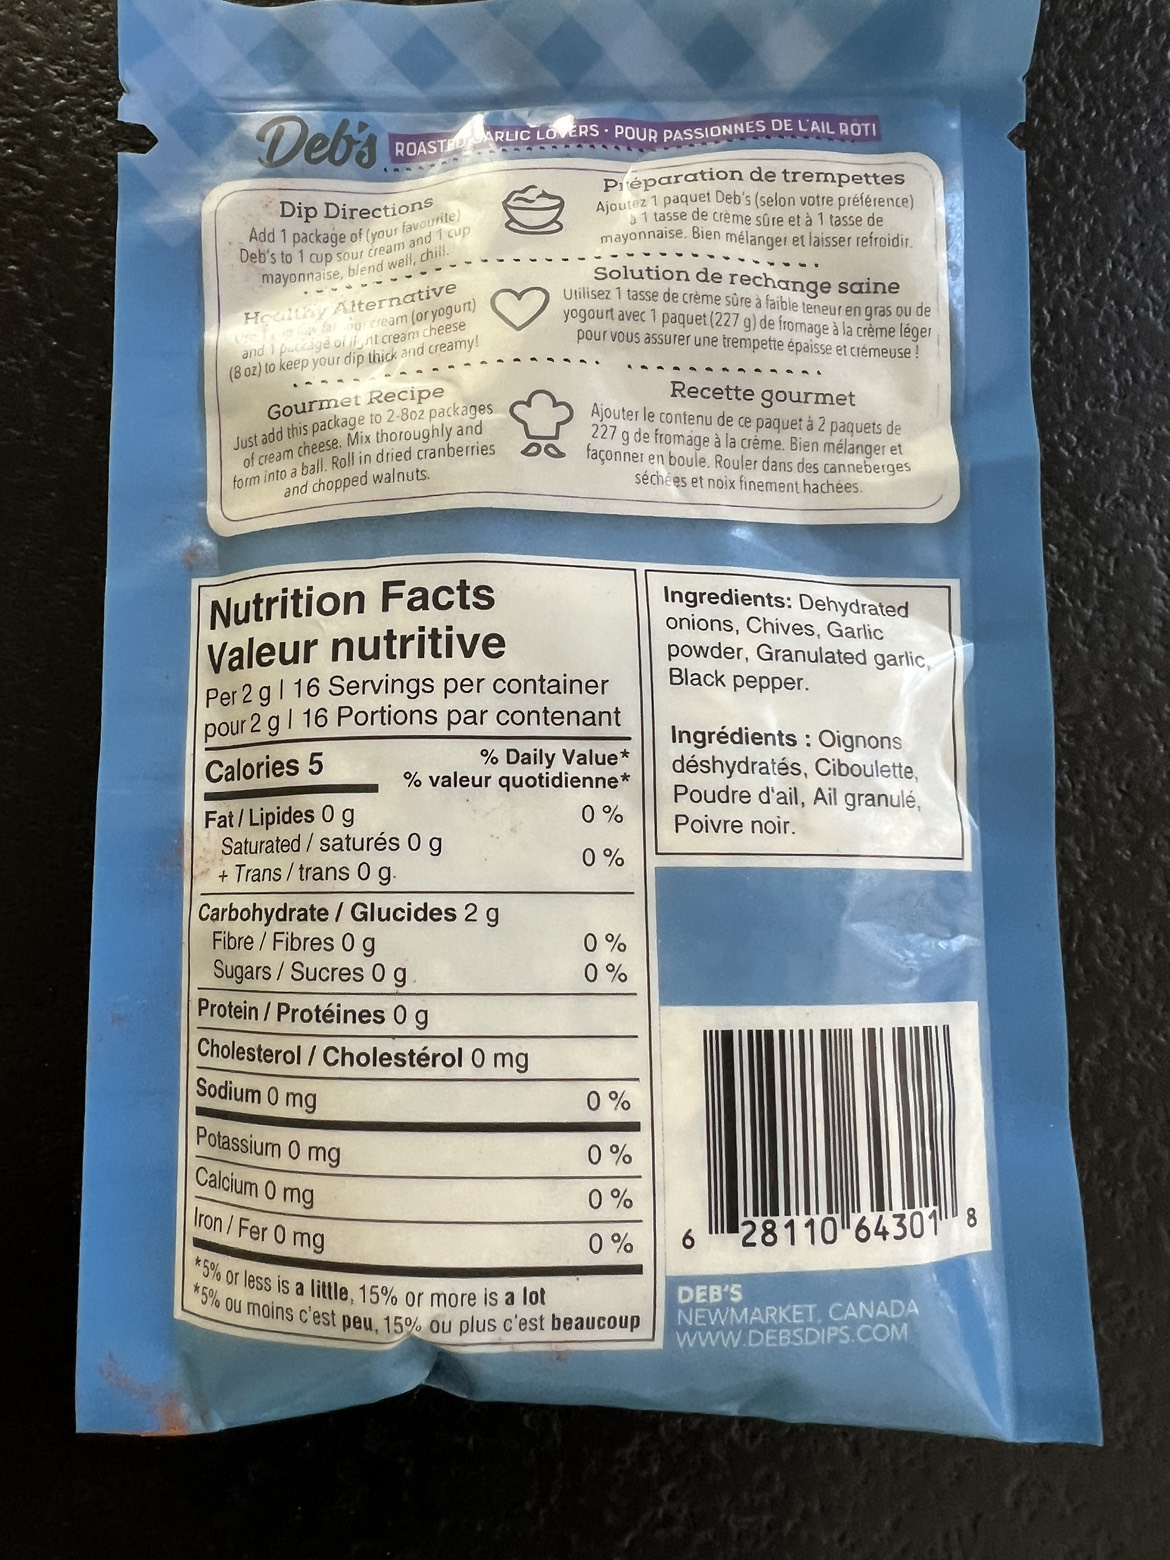 Deb's
ROASTED GARLIC LOVERS · POUR PASSIONNÉS DE L'AIL RÔTI
Dip Directions
Add 1 package of (your favourite)
Deb's to 1 cup sour cream and 1 cup
mayonnaise, blend well, chill.
Healthy Alternative
low fat sour cream (or yogurt)
and 1 package of light cream cheese
(8 oz) to keep your dip thick and creamy!
Gourmet Recipe
Just add this package to 2-8oz packages
of cream cheese. Mix thoroughly and
form into a ball. Roll in dried cranberries
and chopped walnuts.
Préparation de trempettes
Ajoutez 1 paquet Deb's (selon votre préférence)
à 1 tasse de crème sûre et à 1 tasse de
mayonnaise. Bien mélanger et laisser refroidir.
Solution de rechange saine
Utilisez 1 tasse de crème sûre à faible teneur en gras ou de
yogourt avec 1 paquet (227 g) de fromage à la crème léger
pour vous assurer une trempette épaisse et crémeuse !
Recette gourmet
Ajouter le contenu de ce paquet à 2 paquets de
227 g de fromage à la crème. Bien mélanger et
façonner en boule. Rouler dans des canneberges
séchées et noix finement hachées.
Nutrition Facts
Valeur nutritive
Per 2 g | 16 Servings per container
pour 2 g | 16 Portions par contenant
Calories 5
% Daily Value*
% valeur quotidienne*
Fat / Lipides 0 g 0 %
Saturated / saturés 0 g
+ Trans / trans 0 g. 0 %
Carbohydrate / Glucides 2 g
Fibre / Fibres 0 g 0 %
Sugars / Sucres 0 g 0 %
Protein / Protéines 0 g
Cholesterol / Cholestérol 0 mg
Sodium 0 mg 0 %
Potassium 0 mg 0 %
Calcium 0 mg 0 %
Iron / Fer 0 mg 0 %
*5% or less is a little, 15% or more is a lot
*5% ou moins c'est peu, 15% ou plus c'est beaucoup
Ingredients: Dehydrated
onions, Chives, Garlic
powder, Granulated garlic,
Black pepper.
Ingrédients : Oignons
déshydratés, Ciboulette,
Poudre d'ail, Ail granulé,
Poivre noir.
6 28110 64301 8
DEB'S
NEWMARKET, CANADA
WWW.DEBSDIPS.COM